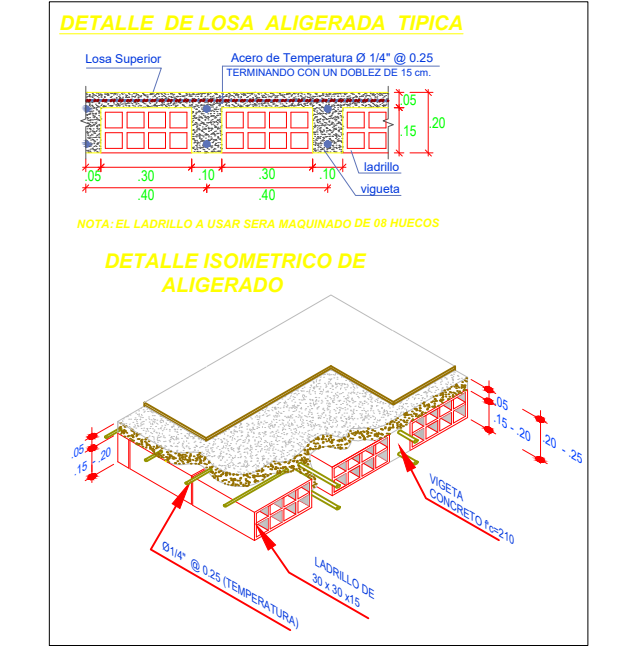 DETALLE DE LOSA ALIGERADA TIPICA
Losa Superior
Acero de Temperatura Ø 1/4" @ 0.25
TERMINANDO CON UN DOBLEZ DE 15 cm.
.05
.15
.20
ladrillo
.05
.30
.10
.30
.10
.40
.40
vigueta
NOTA: EL LADRILLO A USAR SERA MAQUINADO DE 08 HUECOS
DETALLE ISOMETRICO DE
ALIGERADO
.05
.15 - .20
.20 - .25
.05
.15 - .20
VIGETA
CONCRETO f'c=210
Ø1/4" @ 0.25 (TEMPERATURA)
LADRILLO DE
30 x 30 x15